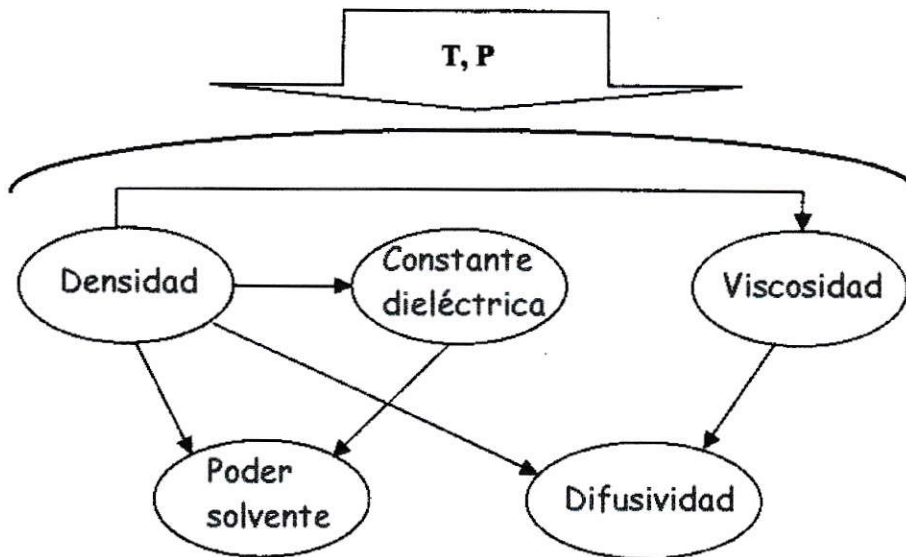 T, P
Densidad
Constante
dieléctrica
Viscosidad
Poder
solvente
Difusividad